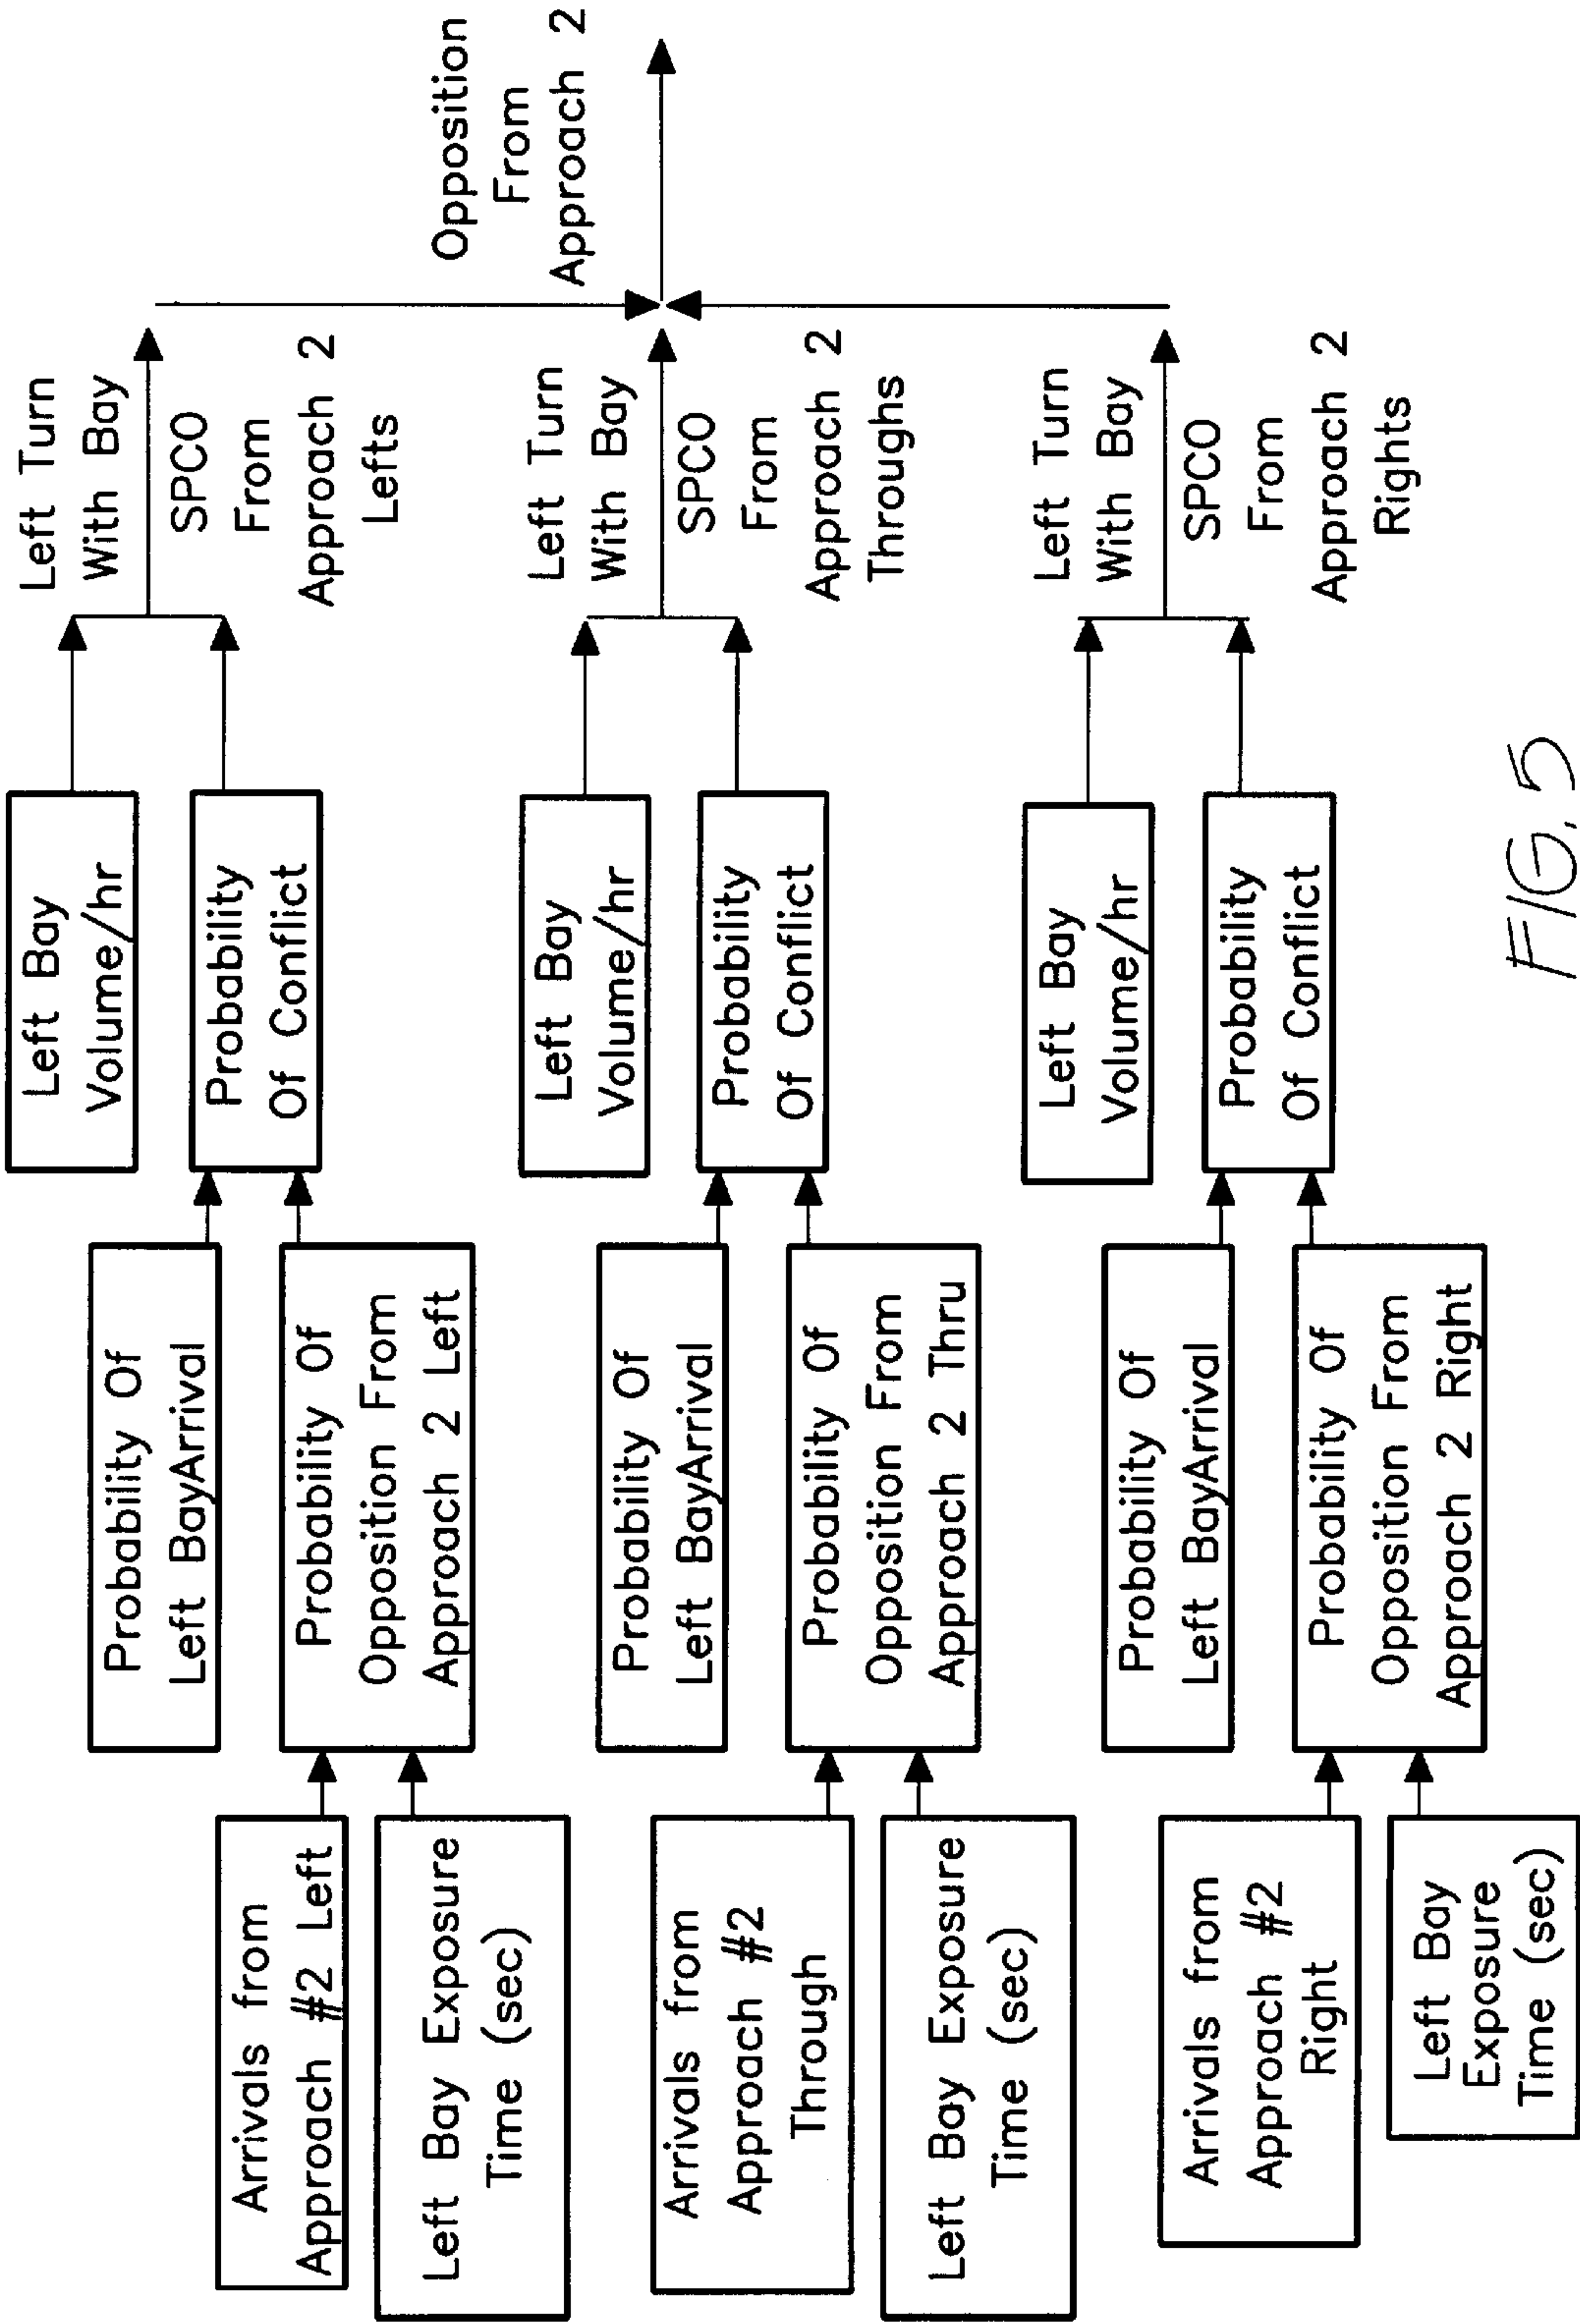 Arrivals from
Approach #2 Left
Left Bay Exposure
Time (sec)
Probability Of
Left BayArrival
Probability Of
Opposition From
Approach 2 Left
Left Bay
Volume/hr
Probability
Of Conflict
Left Turn
With Bay
SPCO
From
Approach 2
Lefts
Arrivals from
Approach #2
Through
Left Bay Exposure
Time (sec)
Probability Of
Left BayArrival
Probability Of
Opposition From
Approach 2 Thru
Left Bay
Volume/hr
Probability
Of Conflict
Left Turn
With Bay
SPCO
From
Approach 2
Throughs
Opposition
From
Approach 2
Arrivals from
Approach #2
Right
Left Bay
Exposure
Time (sec)
Probability Of
Left BayArrival
Probability Of
Opposition From
Approach 2 Right
Left Bay
Volume/hr
Probability
Of Conflict
Left Turn
With Bay
SPCO
From
Approach 2
Rights
FIG. 5